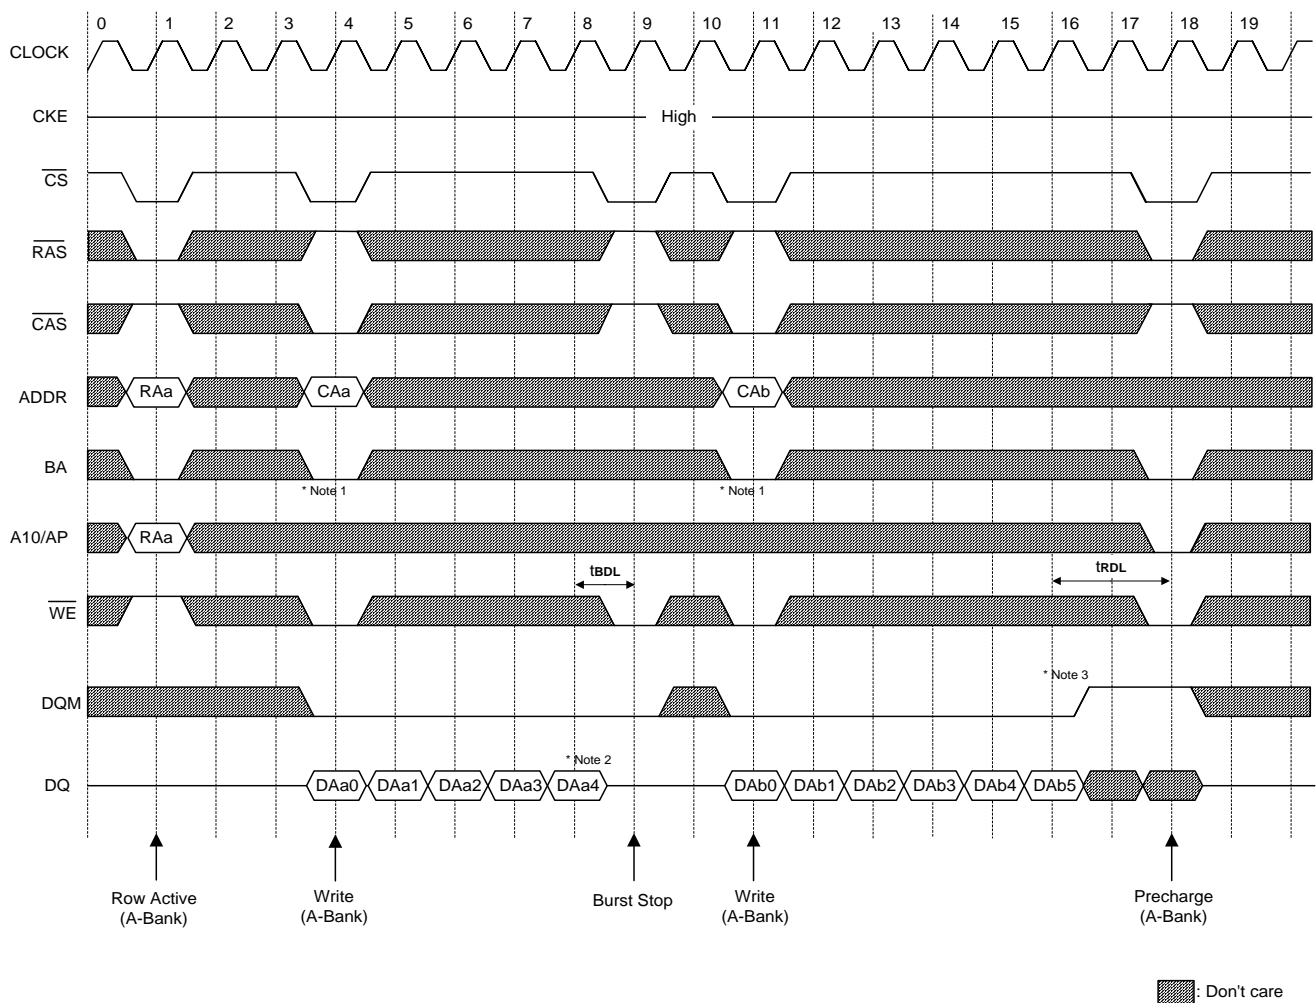 0 1 2 3 4 5 6 7 8 9 10 11 12 13 14 15 16 17 18 19
CLOCK
CKE High
CS
RAS
CAS
ADDR RAa CAa CAb
BA
* Note 1 * Note 1
A10/AP RAa
tBDL tRDL
WE
* Note 3
DQM
* Note 2
DQ DAa0 DAa1 DAa2 DAa3 DAa4 DAb0 DAb1 DAb2 DAb3 DAb4 DAb5
Row Active Write Burst Stop Write Precharge
(A-Bank) (A-Bank) (A-Bank) (A-Bank)
: Don't care